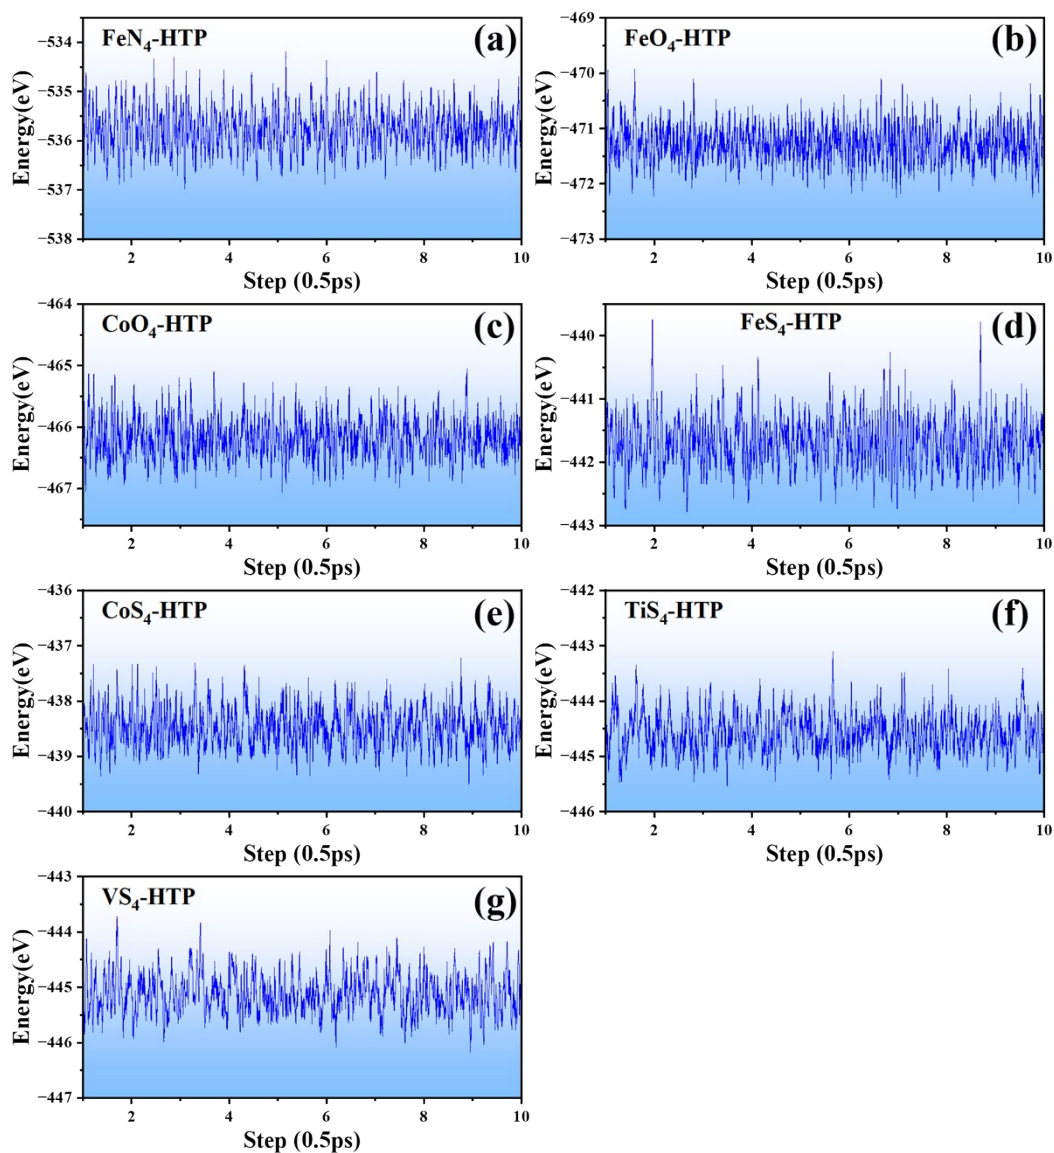 FeN₄-HTP (a)
Energy(eV)
−534
−535
−536
−537
−538
2 4 6 8 10
Step (0.5ps)
FeO₄-HTP (b)
Energy(eV)
−469
−470
−471
−472
−473
2 4 6 8 10
Step (0.5ps)
CoO₄-HTP (c)
Energy(eV)
−464
−465
−466
−467
2 4 6 8 10
Step (0.5ps)
FeS₄-HTP (d)
Energy(eV)
−440
−441
−442
−443
2 4 6 8 10
Step (0.5ps)
CoS₄-HTP (e)
Energy(eV)
−436
−437
−438
−439
−440
2 4 6 8 10
Step (0.5ps)
TiS₄-HTP (f)
Energy(eV)
−442
−443
−444
−445
−446
2 4 6 8 10
Step (0.5ps)
VS₄-HTP (g)
Energy(eV)
−443
−444
−445
−446
−447
2 4 6 8 10
Step (0.5ps)